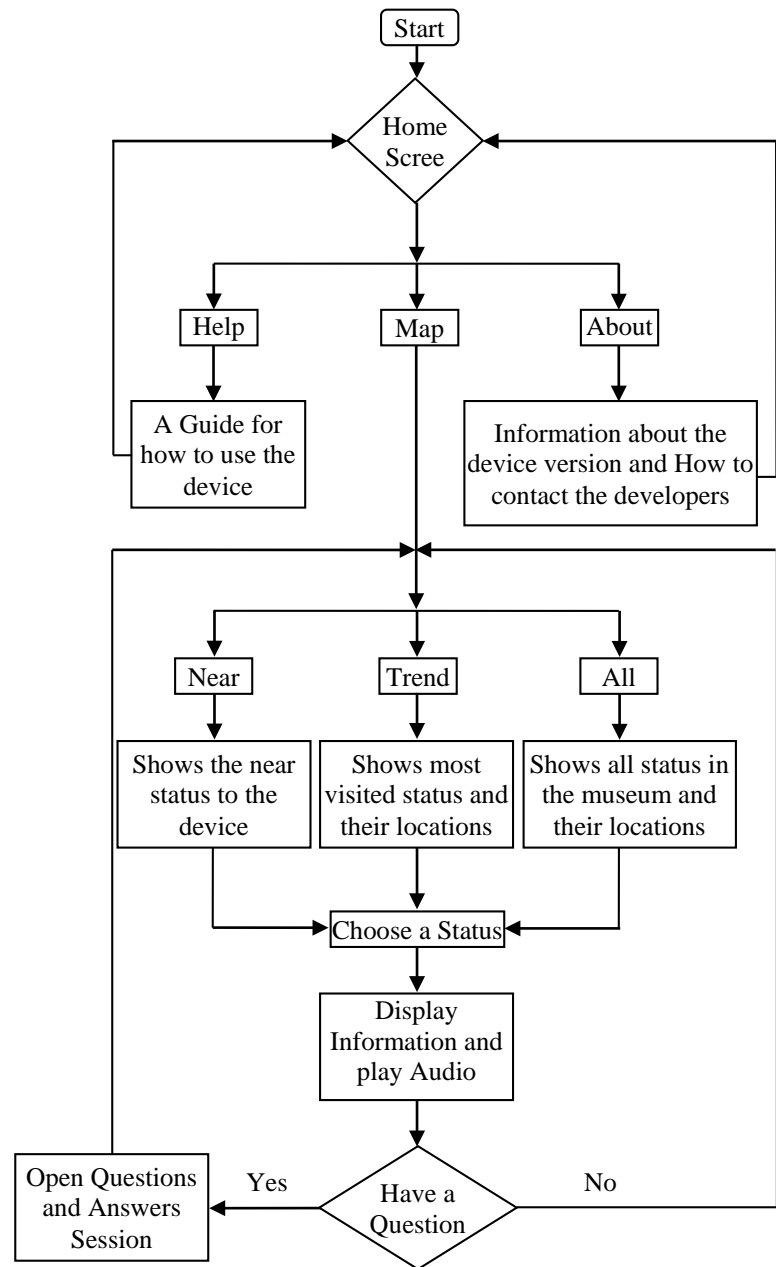 Start
Home
Scree
Help
Map
About
A Guide for
how to use the
device
Information about the
device version and How to
contact the developers
Near
Trend
All
Shows the near
status to the
device
Shows most
visited status and
their locations
Shows all status in
the museum and
their locations
Choose a Status
Display
Information and
play Audio
Open Questions
and Answers
Session
Yes
Have a
Question
No